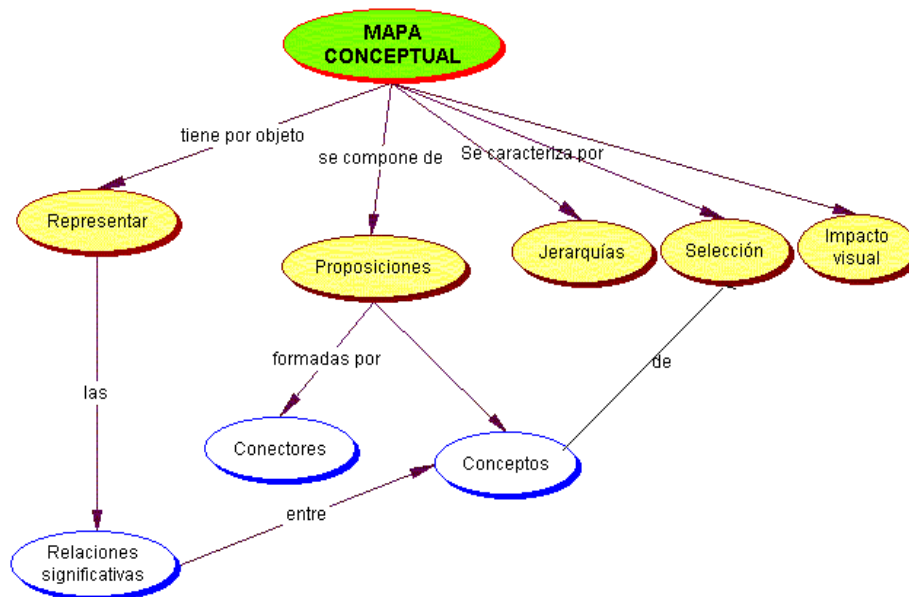 MAPA
CONCEPTUAL
tiene por objeto
se compone de
Se caracteriza por
Representar
Proposiciones
Jerarquías
Selección
Impacto
visual
formadas por
de
las
Conectores
Conceptos
entre
Relaciones
significativas